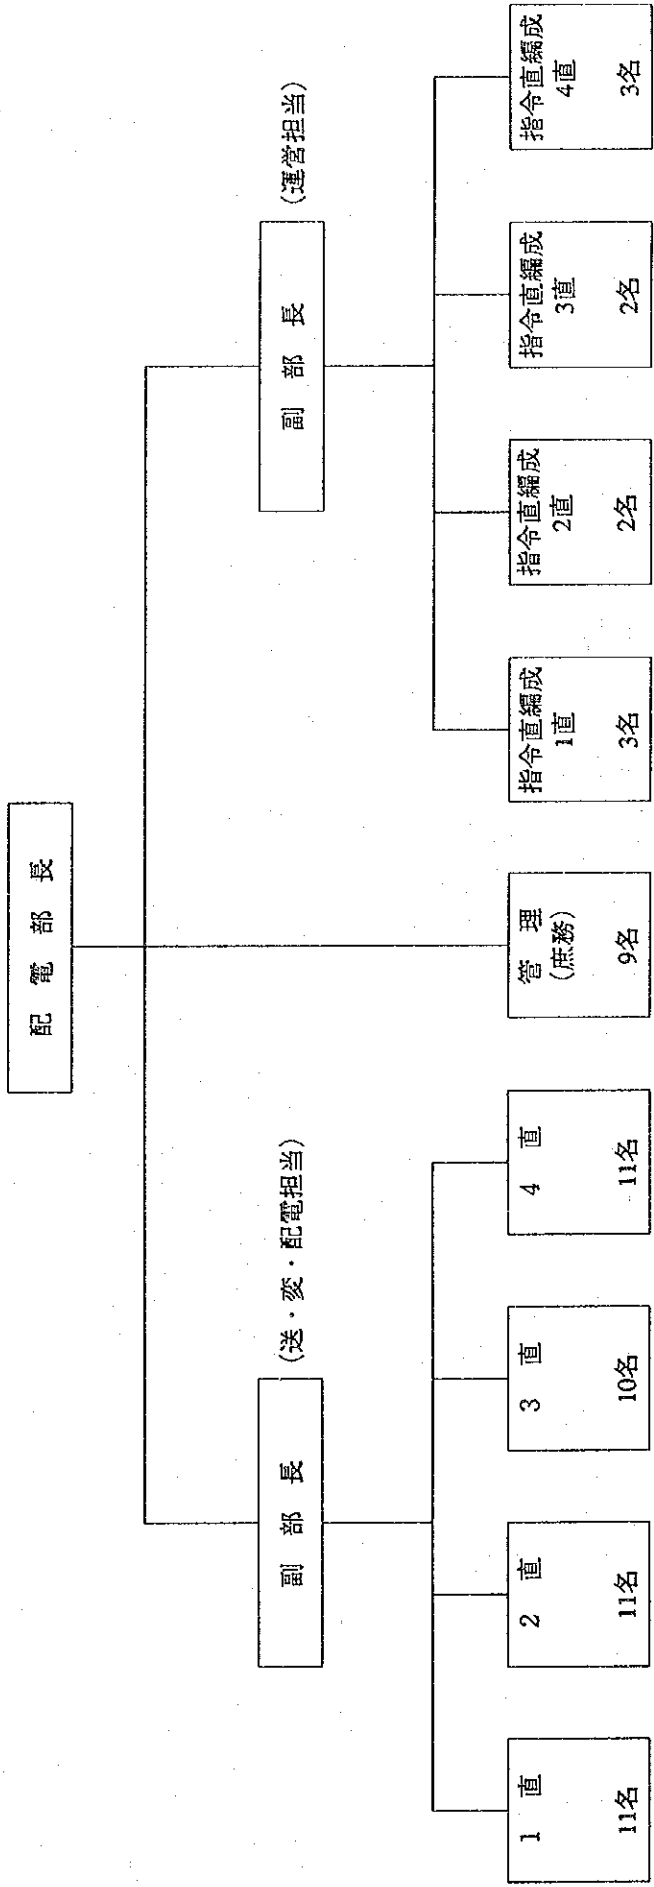 配電部長
副部長
(送・変・配電担当)
副部長
(運営担当)
1 直
11名
2 直
11名
3 直
10名
4 直
11名
管理
(庶務)
9名
指令直編成
1直
3名
指令直編成
2直
2名
指令直編成
3直
2名
指令直編成
4直
3名